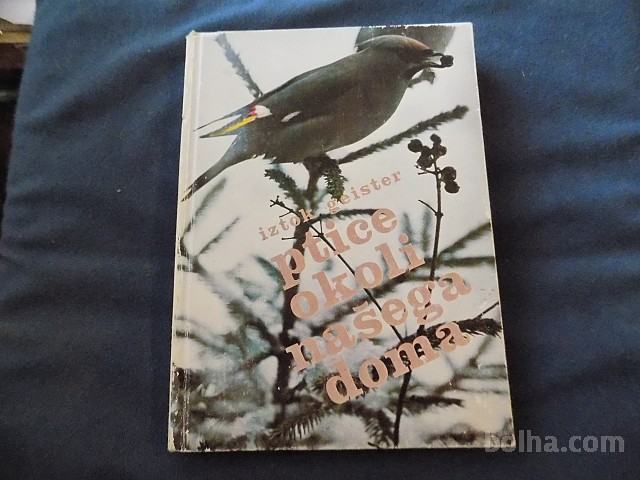 iztok geister
ptice
okoli
našega
doma
bolha.com